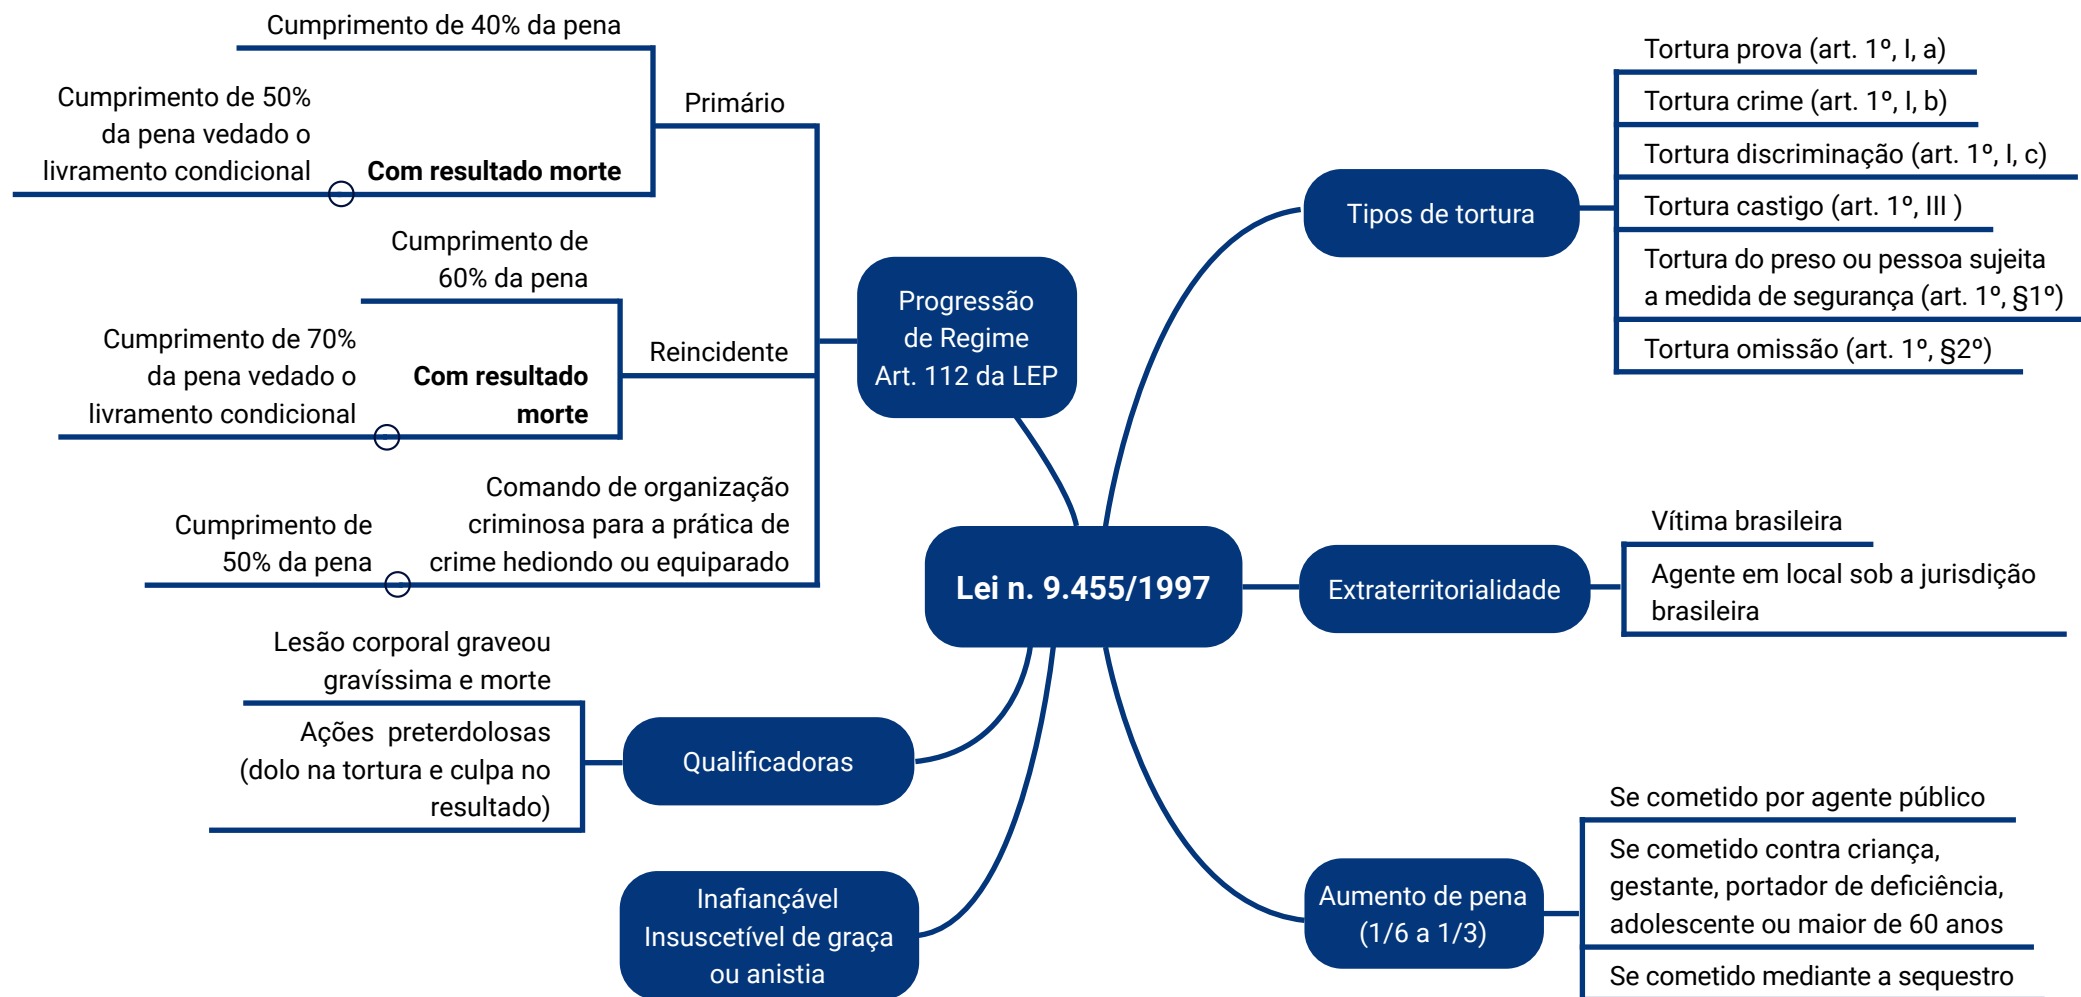 Cumprimento de 40% da pena
Cumprimento de 50%
da pena vedado o
livramento condicional
Com resultado morte
Primário
Cumprimento de
60% da pena
Cumprimento de 70%
da pena vedado o
livramento condicional
Com resultado
morte
Reincidente
Comando de organização
criminosa para a prática de
crime hediondo ou equiparado
Cumprimento de
50% da pena
Progressão
de Regime
Art. 112 da LEP
Lesão corporal graveou
gravíssima e morte
Ações preterdolosas
(dolo na tortura e culpa no
resultado)
Qualificadoras
Inafiançável
Insuscetível de graça
ou anistia
Lei n. 9.455/1997
Tipos de tortura
Tortura prova (art. 1º, I, a)
Tortura crime (art. 1º, I, b)
Tortura discriminação (art. 1º, I, c)
Tortura castigo (art. 1º, III )
Tortura do preso ou pessoa sujeita
a medida de segurança (art. 1º, §1º)
Tortura omissão (art. 1º, §2º)
Extraterritorialidade
Vítima brasileira
Agente em local sob a jurisdição
brasileira
Aumento de pena
(1/6 a 1/3)
Se cometido por agente público
Se cometido contra criança,
gestante, portador de deficiência,
adolescente ou maior de 60 anos
Se cometido mediante a sequestro